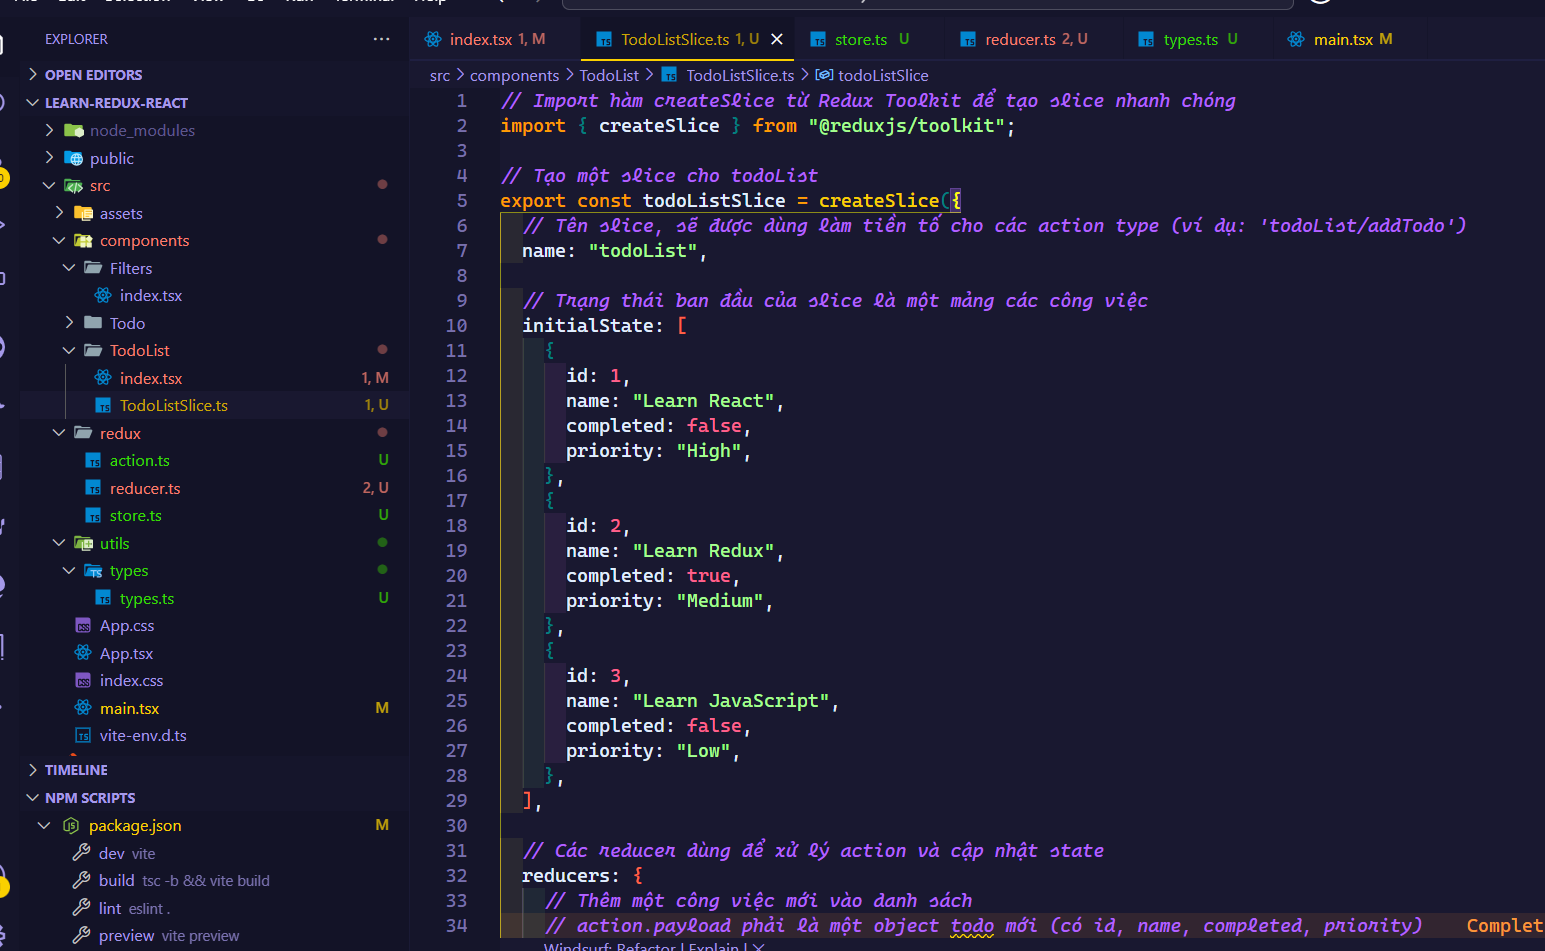 EXPLORER
OPEN EDITORS
LEARN-REDUX-REACT
node_modules
public
src
assets
components
Filters
index.tsx
Todo
TodoList
index.tsx 1, M
TodoListSlice.ts 1, U
redux
action.ts U
reducer.ts 2, U
store.ts U
utils
types
types.ts U
App.css
App.tsx
index.css
main.tsx M
vite-env.d.ts
TIMELINE
NPM SCRIPTS
package.json M
dev vite
build tsc -b && vite build
lint eslint .
preview vite preview
index.tsx 1, M TodoListSlice.ts 1, U store.ts U reducer.ts 2, U types.ts U main.tsx M
src > components > TodoList > TodoListSlice.ts > todoListSlice
1 // Import hàm createSlice từ Redux Toolkit để tạo slice nhanh chóng
2 import { createSlice } from "@reduxjs/toolkit";
3
4 // Tạo một slice cho todoList
5 export const todoListSlice = createSlice({
6 // Tên slice, sẽ được dùng làm tiền tố cho các action type (ví dụ: 'todoList/addTodo')
7 name: "todoList",
8
9 // Trạng thái ban đầu của slice là một mảng các công việc
10 initialState: [
11 {
12 id: 1,
13 name: "Learn React",
14 completed: false,
15 priority: "High",
16 },
17 {
18 id: 2,
19 name: "Learn Redux",
20 completed: true,
21 priority: "Medium",
22 },
23 {
24 id: 3,
25 name: "Learn JavaScript",
26 completed: false,
27 priority: "Low",
28 },
29 ],
30
31 // Các reducer dùng để xử lý action và cập nhật state
32 reducers: {
33 // Thêm một công việc mới vào danh sách
34 // action.payload phải là một object todo mới (có id, name, completed, priority) Complet
Windsurf: Refactor | Explain |